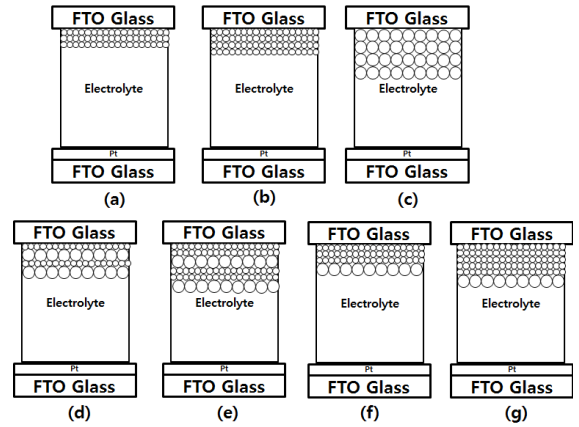 FTO Glass FTO Glass FTO Glass
Electrolyte Electrolyte Electrolyte
Pt Pt Pt
FTO Glass FTO Glass FTO Glass
(a) (b) (c)
FTO Glass FTO Glass FTO Glass FTO Glass
Electrolyte Electrolyte Electrolyte Electrolyte
Pt Pt Pt Pt
FTO Glass FTO Glass FTO Glass FTO Glass
(d) (e) (f) (g)